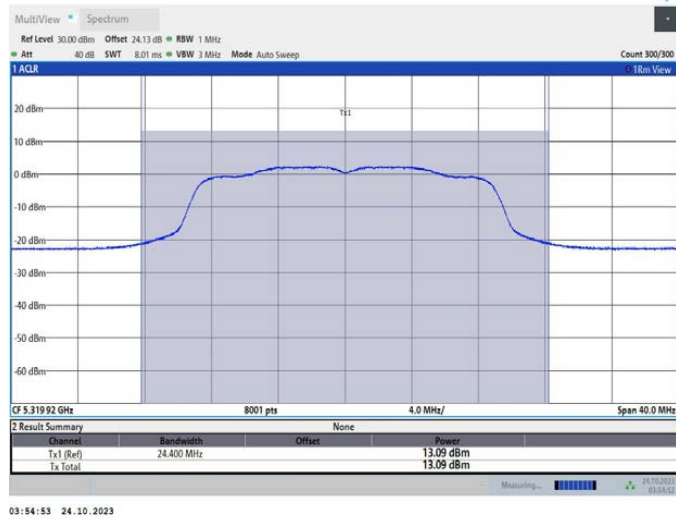 MultiView Spectrum
Ref Level 30.00 dBm Offset 24.13 dB RBW 1 MHz
Att 40 dB SWT 8.01 ms VBW 3 MHz Mode Auto Sweep Count 300/300
1 ACLR 1Rm View
Tx1
20 dBm
10 dBm
0 dBm
-10 dBm
-20 dBm
-30 dBm
-40 dBm
-50 dBm
-60 dBm
CF 5.319 92 GHz 8001 pts 4.0 MHz/ Span 40.0 MHz
2 Result Summary None
Channel Bandwidth Offset Power
Tx1 (Ref) 24.400 MHz 13.09 dBm
Tx Total 13.09 dBm
Measuring... 24.10.2023
03:54:52
03:54:53 24.10.2023